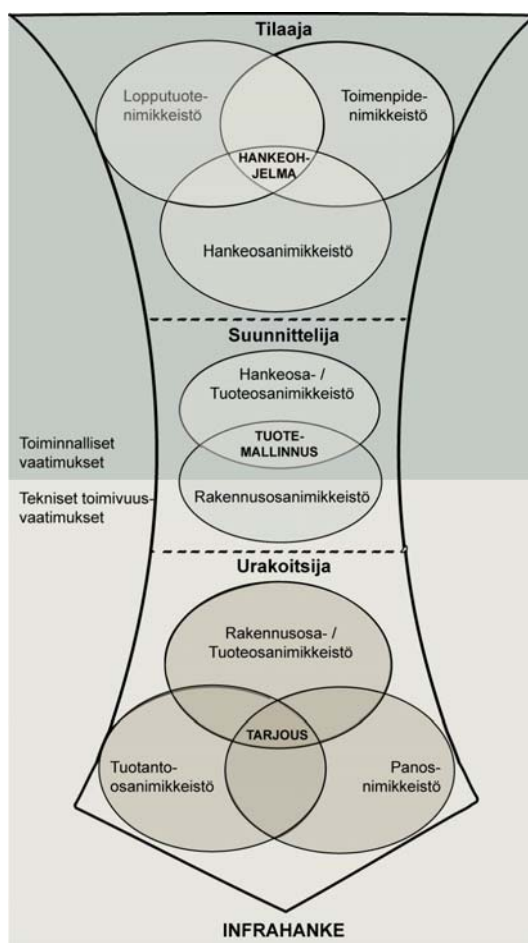 Tilaaja
Lopputuote-
nimikkeistö
Toimenpide-
nimikkeistö
HANKEOH-
JELMA
Hankeosanimikkeistö
Suunnittelija
Hankeosa- /
Tuoteosanimikkeistö
TUOTE-
MALLINNUS
Rakennusosanimikkeistö
Toiminnalliset
vaatimukset
Tekniset toimivuus-
vaatimukset
Urakoitsija
Rakennusosa- /
Tuoteosanimikkeistö
TARJOUS
Tuotanto-
osanimikkeistö
Panos-
nimikkeistö
INFRAHANKE